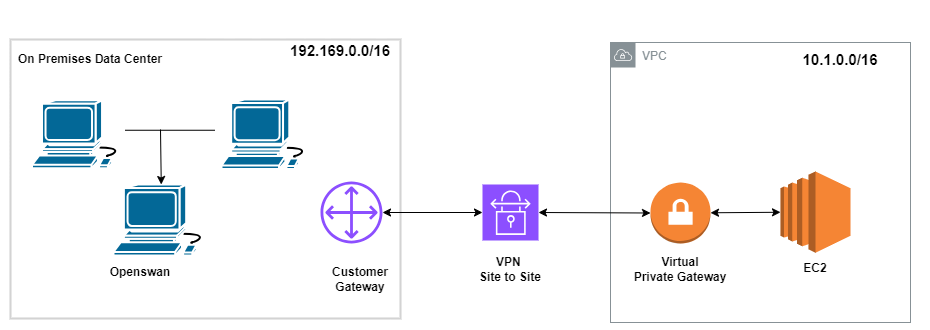 On Premises Data Center
192.169.0.0/16
Openswan
Customer
Gateway
VPN
Site to Site
VPC
10.1.0.0/16
Virtual
Private Gateway
EC2